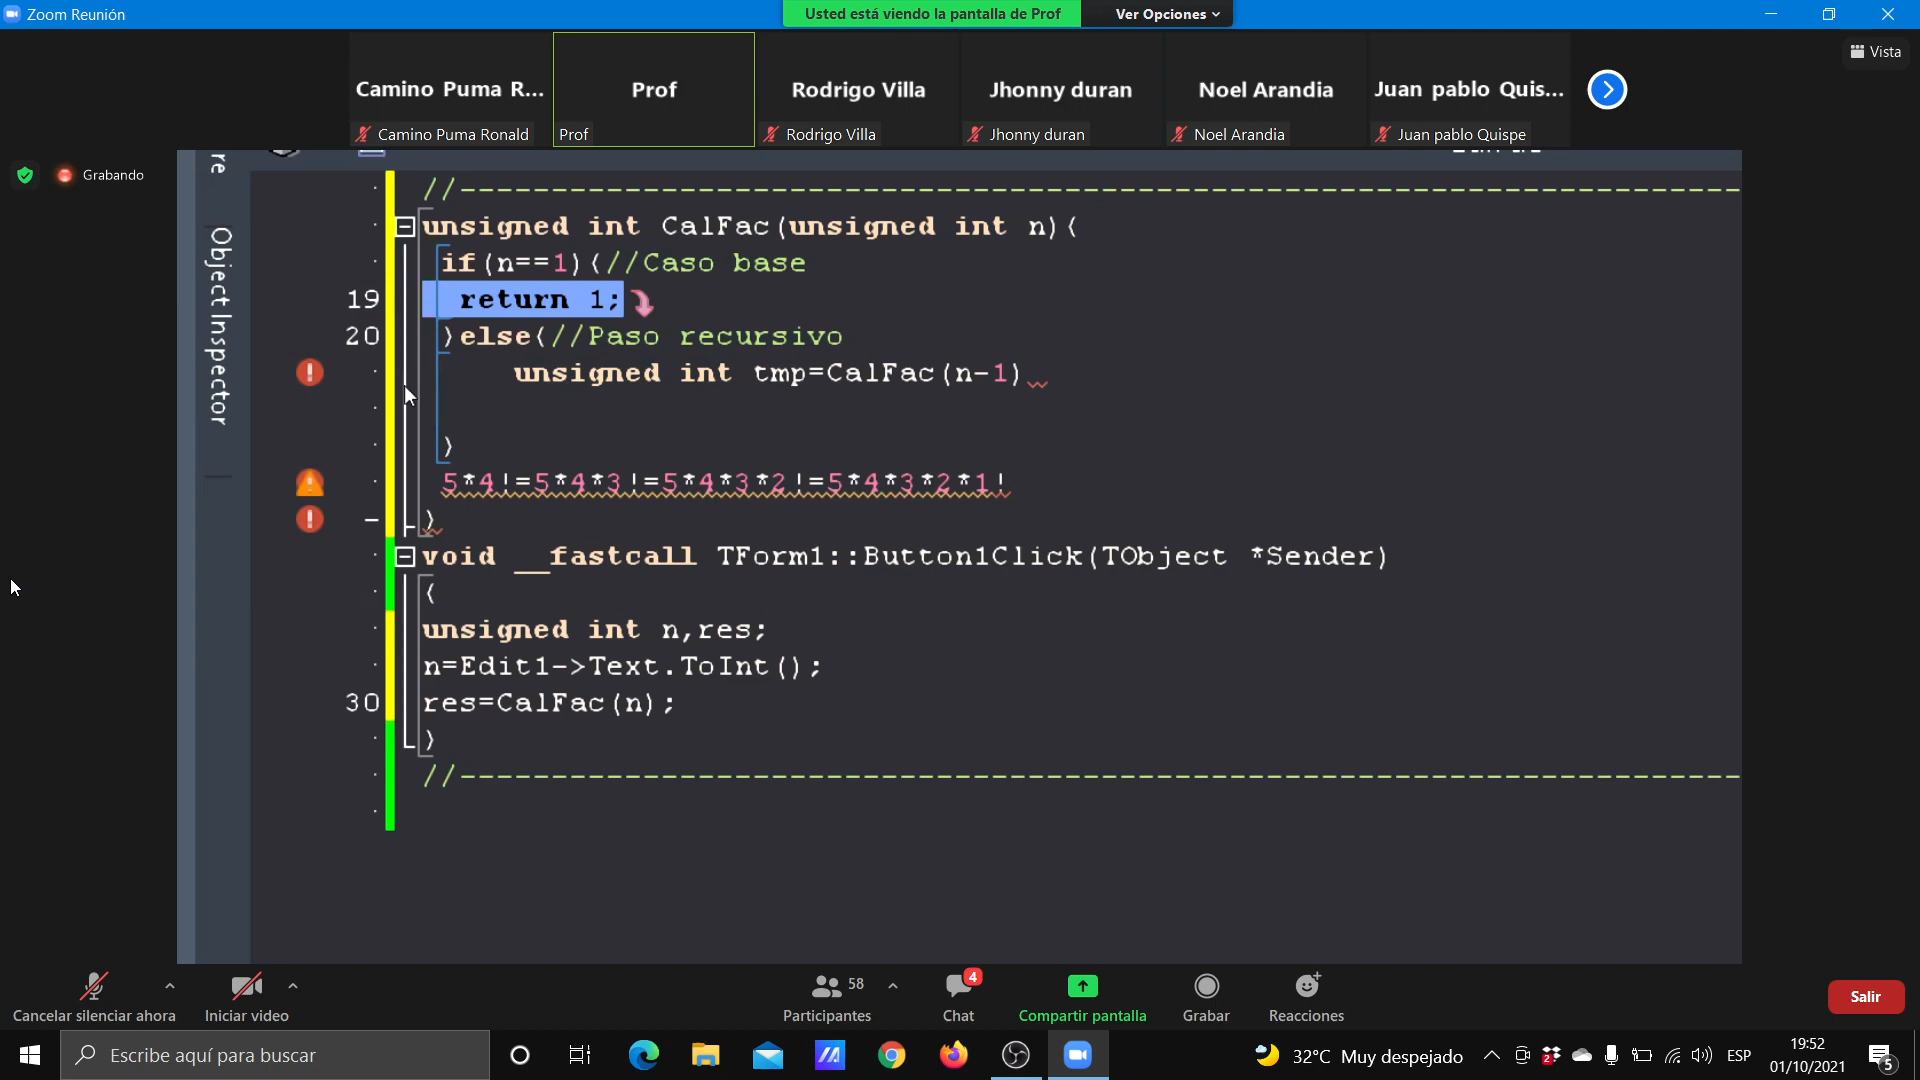 Zoom Reunión
Usted está viendo la pantalla de Prof
Ver Opciones
Vista
Camino Puma R...
Prof
Rodrigo Villa
Jhonny duran
Noel Arandia
Juan pablo Quis...
Camino Puma Ronald
Prof
Rodrigo Villa
Jhonny duran
Noel Arandia
Juan pablo Quispe
Grabando
re
Object Inspector
//----------------------------------------------------------------------
unsigned int CalFac(unsigned int n){
if(n==1){//Caso base
19 return 1;
20 }else{//Paso recursivo
unsigned int tmp=CalFac(n-1)
}
5*4!=5*4*3!=5*4*3*2!=5*4*3*2*1!
}
void __fastcall TForm1::Button1Click(TObject *Sender)
{
unsigned int n,res;
n=Edit1->Text.ToInt();
30 res=CalFac(n);
}
//----------------------------------------------------------------------
58
4
Cancelar silenciar ahora
Iniciar video
Participantes
Chat
Compartir pantalla
Grabar
Reacciones
Salir
Escribe aquí para buscar
32°C Muy despejado
2
ESP
19:52
01/10/2021
5